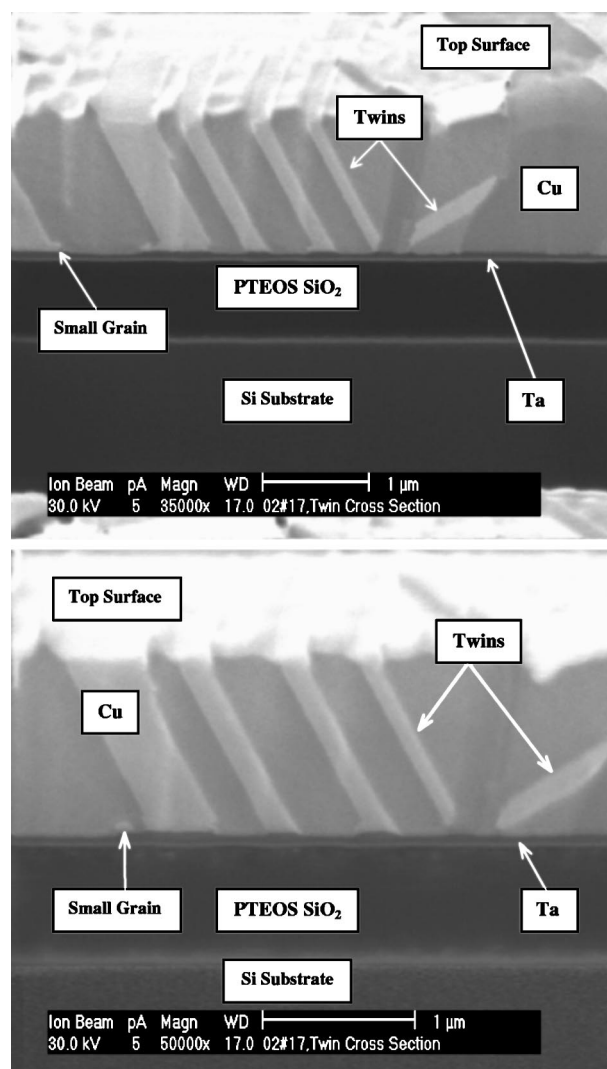 Top Surface
Twins
Cu
PTEOS SiO₂
Small Grain
Si Substrate
Ta
Ion Beam pA Magn WD 1 µm
30.0 kV 5 35000x 17.0 02#17,Twin Cross Section
Top Surface
Twins
Cu
Small Grain
PTEOS SiO₂
Ta
Si Substrate
Ion Beam pA Magn WD 1 µm
30.0 kV 5 50000x 17.0 02#17,Twin Cross Section